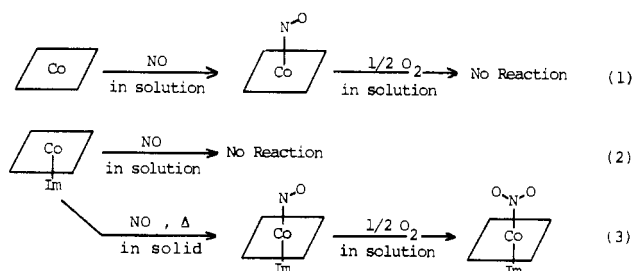 N O
Co NO in solution Co 1/2 O2 in solution No Reaction (1)
Co Im NO in solution No Reaction (2)
NO , Δ in solid N O Co Im 1/2 O2 in solution O N O Co Im (3)